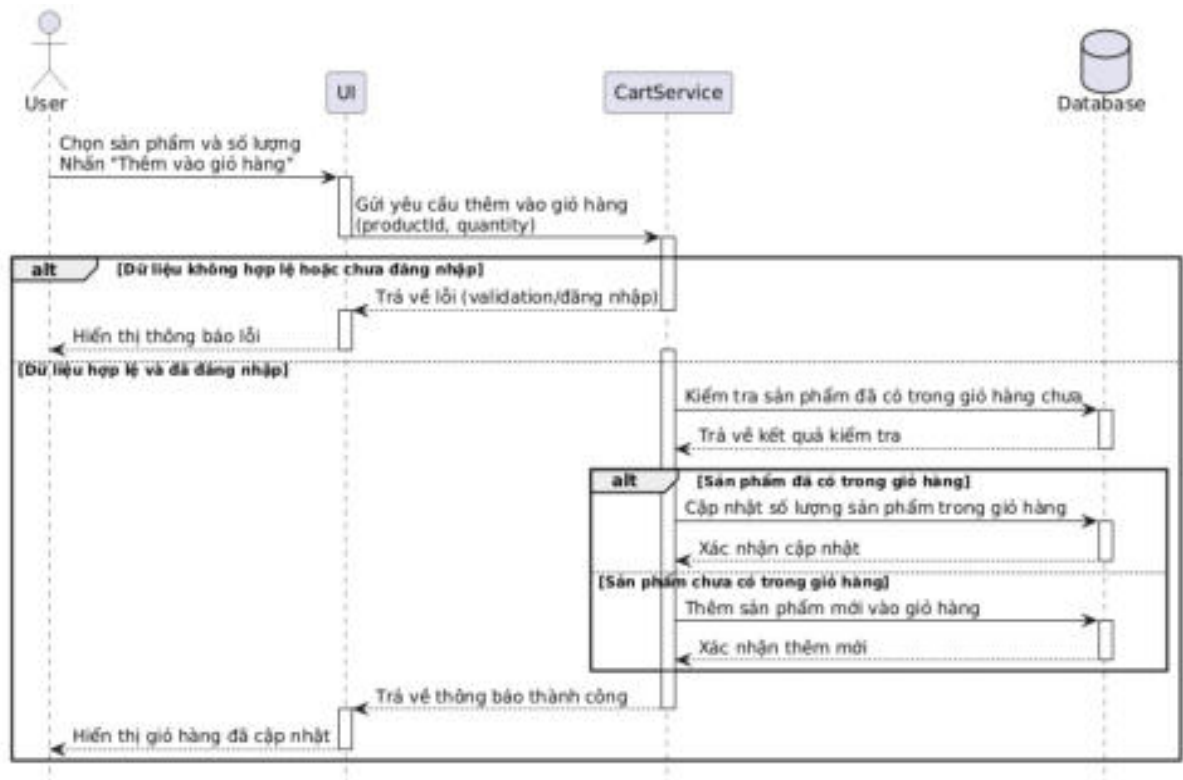 User
UI
CartService
Database
Chọn sản phẩm và số lượng
Nhấn "Thêm vào giỏ hàng"
Gửi yêu cầu thêm vào giỏ hàng
(productId, quantity)
alt [Dữ liệu không hợp lệ hoặc chưa đăng nhập]
Trả về lỗi (validation/đăng nhập)
Hiển thị thông báo lỗi
[Dữ liệu hợp lệ và đã đăng nhập]
Kiểm tra sản phẩm đã có trong giỏ hàng chưa
Trả về kết quả kiểm tra
alt [Sản phẩm đã có trong giỏ hàng]
Cập nhật số lượng sản phẩm trong giỏ hàng
Xác nhận cập nhật
[Sản phẩm chưa có trong giỏ hàng]
Thêm sản phẩm mới vào giỏ hàng
Xác nhận thêm mới
Trả về thông báo thành công
Hiển thị giỏ hàng đã cập nhật